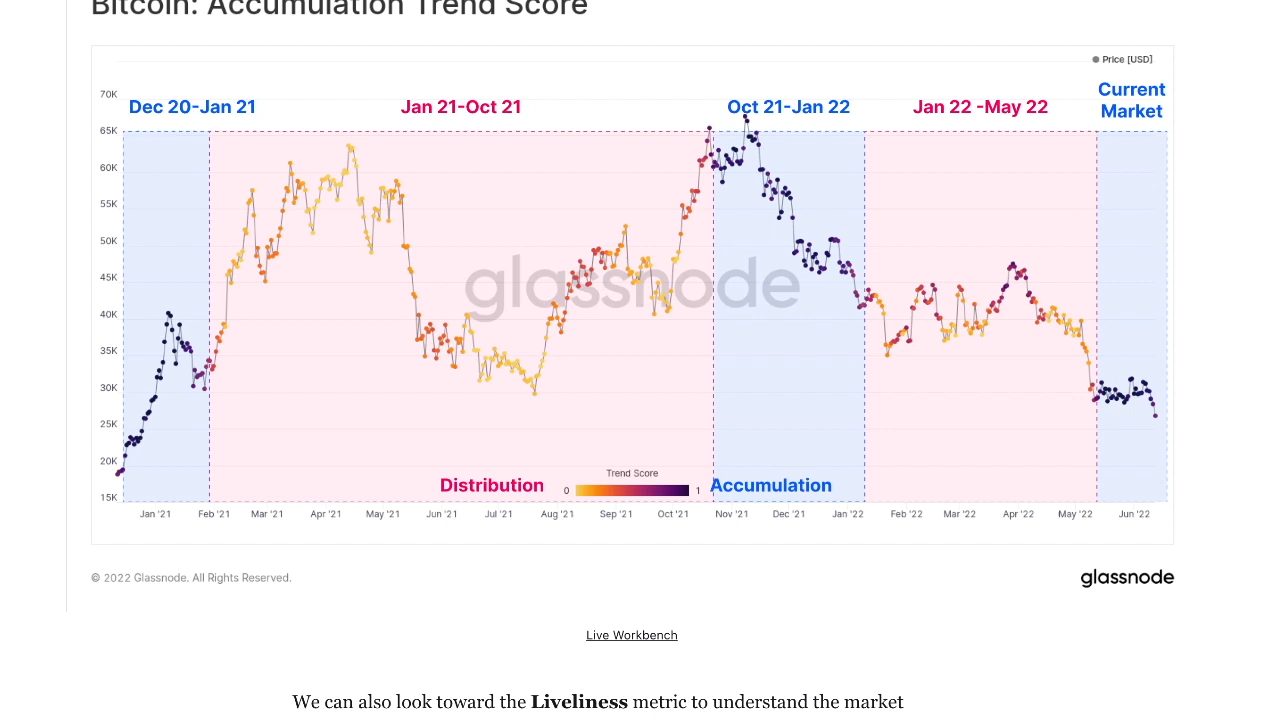 Bitcoin: Accumulation Trend Score
Price [USD]
Dec 20-Jan 21
Jan 21-Oct 21
Oct 21-Jan 22
Jan 22 -May 22
Current
Market
70K
65K
60K
55K
50K
45K
40K
35K
30K
25K
20K
15K
glassnode
Distribution
Trend Score
0
1
Accumulation
Jan '21
Feb '21
Mar '21
Apr '21
May '21
Jun '21
Jul '21
Aug '21
Sep '21
Oct '21
Nov '21
Dec '21
Jan '22
Feb '22
Mar '22
Apr '22
May '22
Jun '22
© 2022 Glassnode. All Rights Reserved.
glassnode
Live Workbench
We can also look toward the Liveliness metric to understand the market